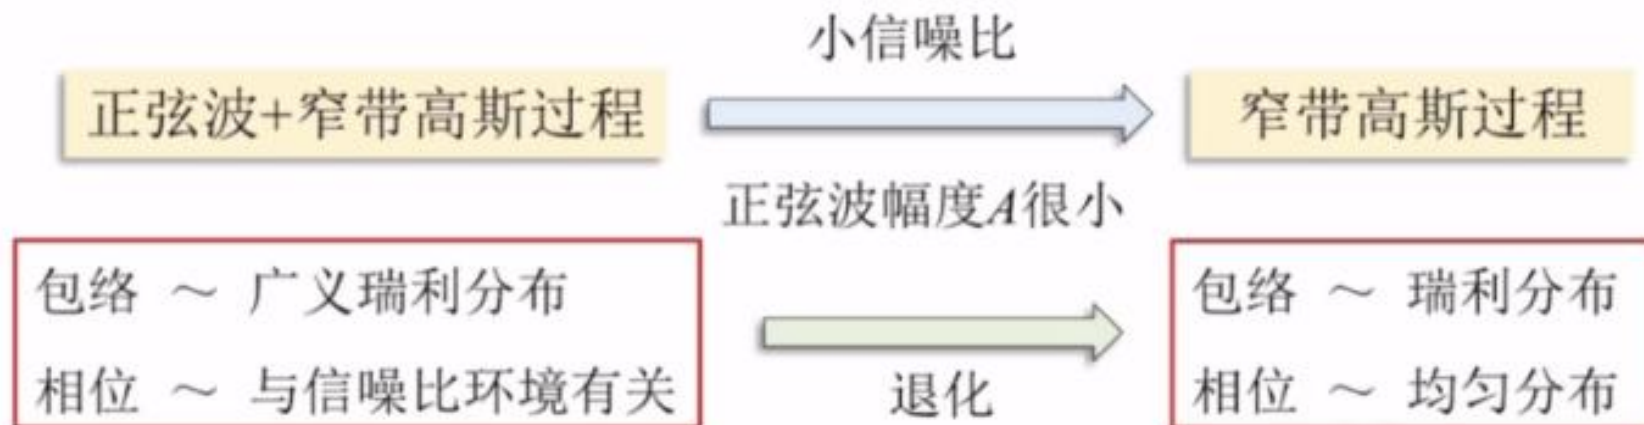 小信噪比
正弦波+窄带高斯过程
窄带高斯过程
正弦波幅度A很小
包络 ～ 广义瑞利分布
相位 ～ 与信噪比环境有关
退化
包络 ～ 瑞利分布
相位 ～ 均匀分布